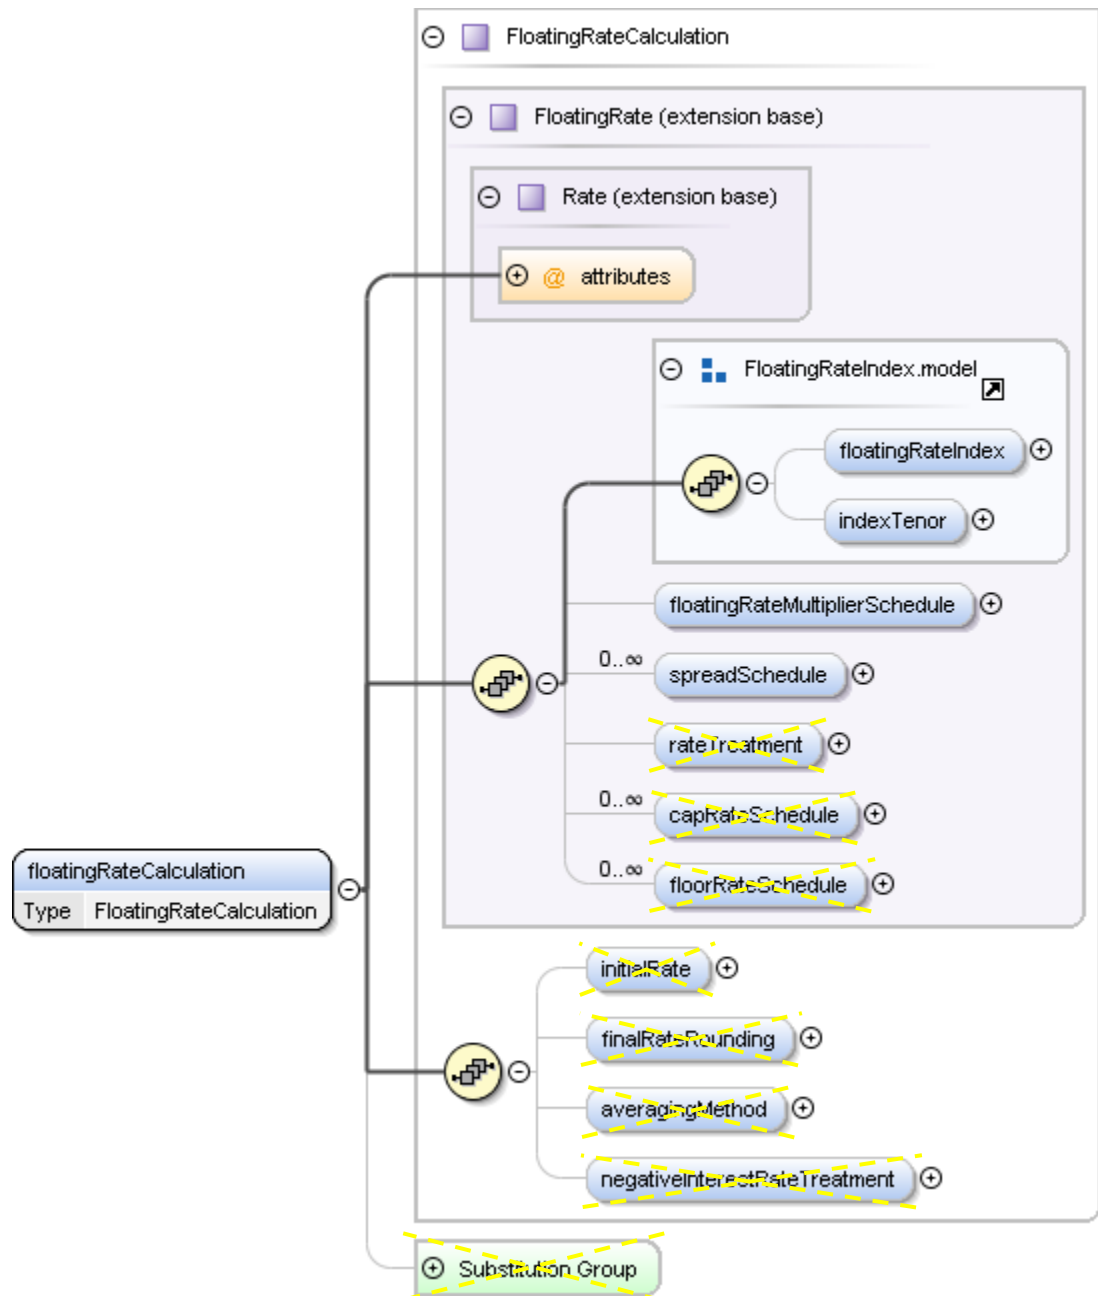 FloatingRateCalculation
FloatingRate (extension base)
Rate (extension base)
@ attributes
FloatingRateIndex.model
floatingRateIndex
indexTenor
floatingRateMultiplierSchedule
0..∞
spreadSchedule
rateTreatment
0..∞
capRateSchedule
0..∞
floorRateSchedule
floatingRateCalculation
Type FloatingRateCalculation
initialRate
finalRateRounding
averagingMethod
negativeInterestRateTreatment
Substitution Group